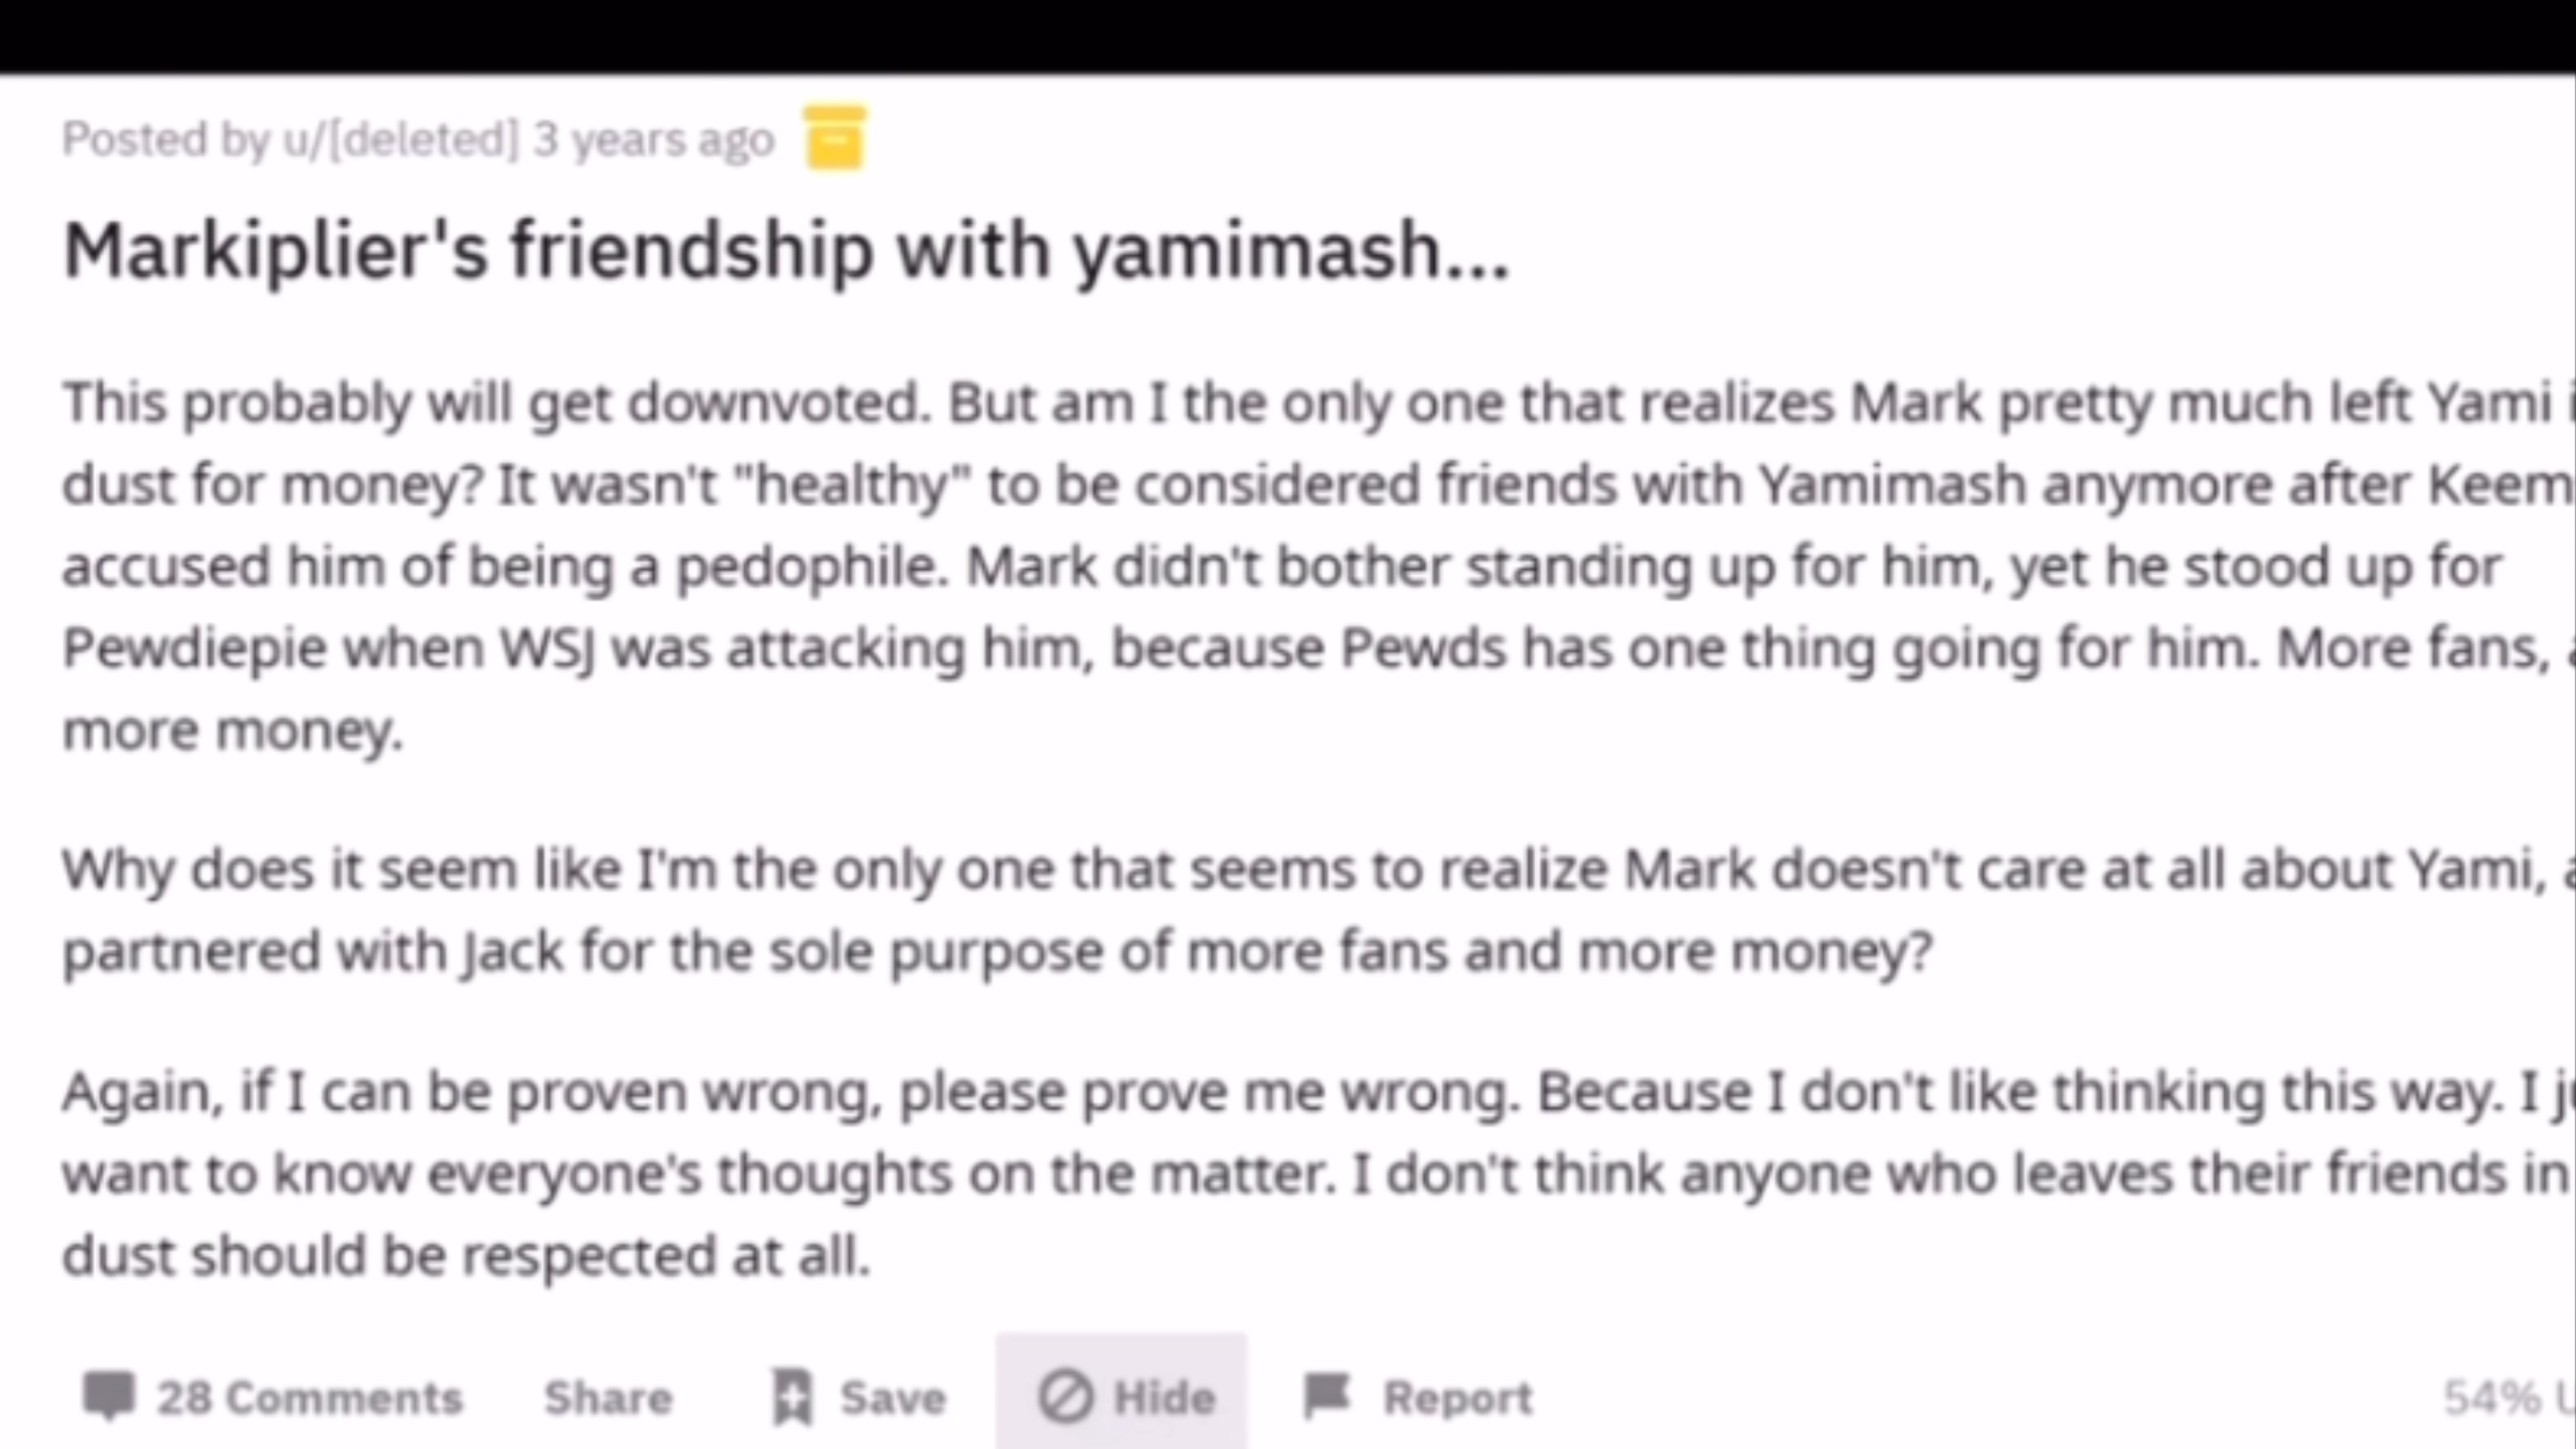 Posted by u/[deleted] 3 years ago
Markiplier's friendship with yamimash...
This probably will get downvoted. But am I the only one that realizes Mark pretty much left Yami
dust for money? It wasn't "healthy" to be considered friends with Yamimash anymore after Keem
accused him of being a pedophile. Mark didn't bother standing up for him, yet he stood up for
Pewdiepie when WSJ was attacking him, because Pewds has one thing going for him. More fans,
more money.
Why does it seem like I'm the only one that seems to realize Mark doesn't care at all about Yami,
partnered with Jack for the sole purpose of more fans and more money?
Again, if I can be proven wrong, please prove me wrong. Because I don't like thinking this way. I
want to know everyone's thoughts on the matter. I don't think anyone who leaves their friends in
dust should be respected at all.
28 Comments Share Save Hide Report 54%